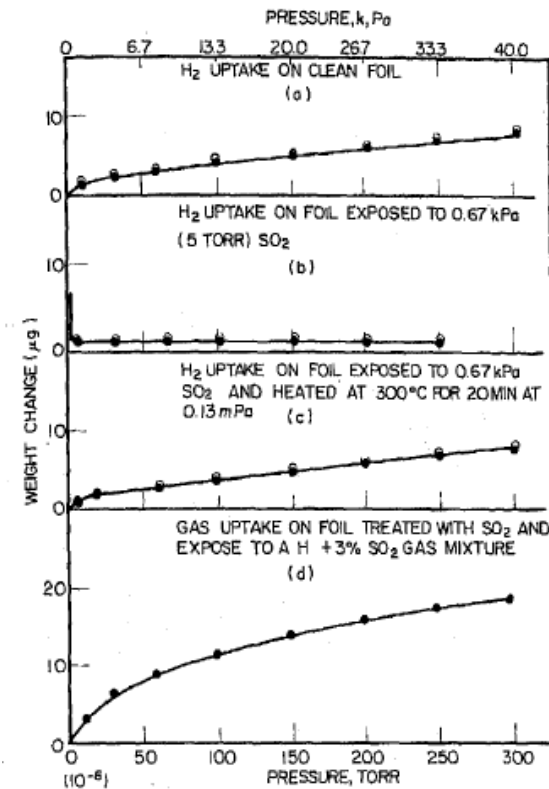 PRESSURE, k, Pa
0 6.7 13.3 20.0 26.7 33.3 40.0
H2 UPTAKE ON CLEAN FOIL
(a)
10
0
H2 UPTAKE ON FOIL EXPOSED TO 0.67 kPa
(5 TORR) SO2
(b)
10
0
H2 UPTAKE ON FOIL EXPOSED TO 0.67 kPa
SO2 AND HEATED AT 300°C FOR 20 MIN AT
0.13 mPa
(c)
10
0
GAS UPTAKE ON FOIL TREATED WITH SO2 AND
EXPOSE TO A H + 3% SO2 GAS MIXTURE
(d)
20
10
0
WEIGHT CHANGE (µg)
0 50 100 150 200 250 300
(10⁻⁶) PRESSURE, TORR